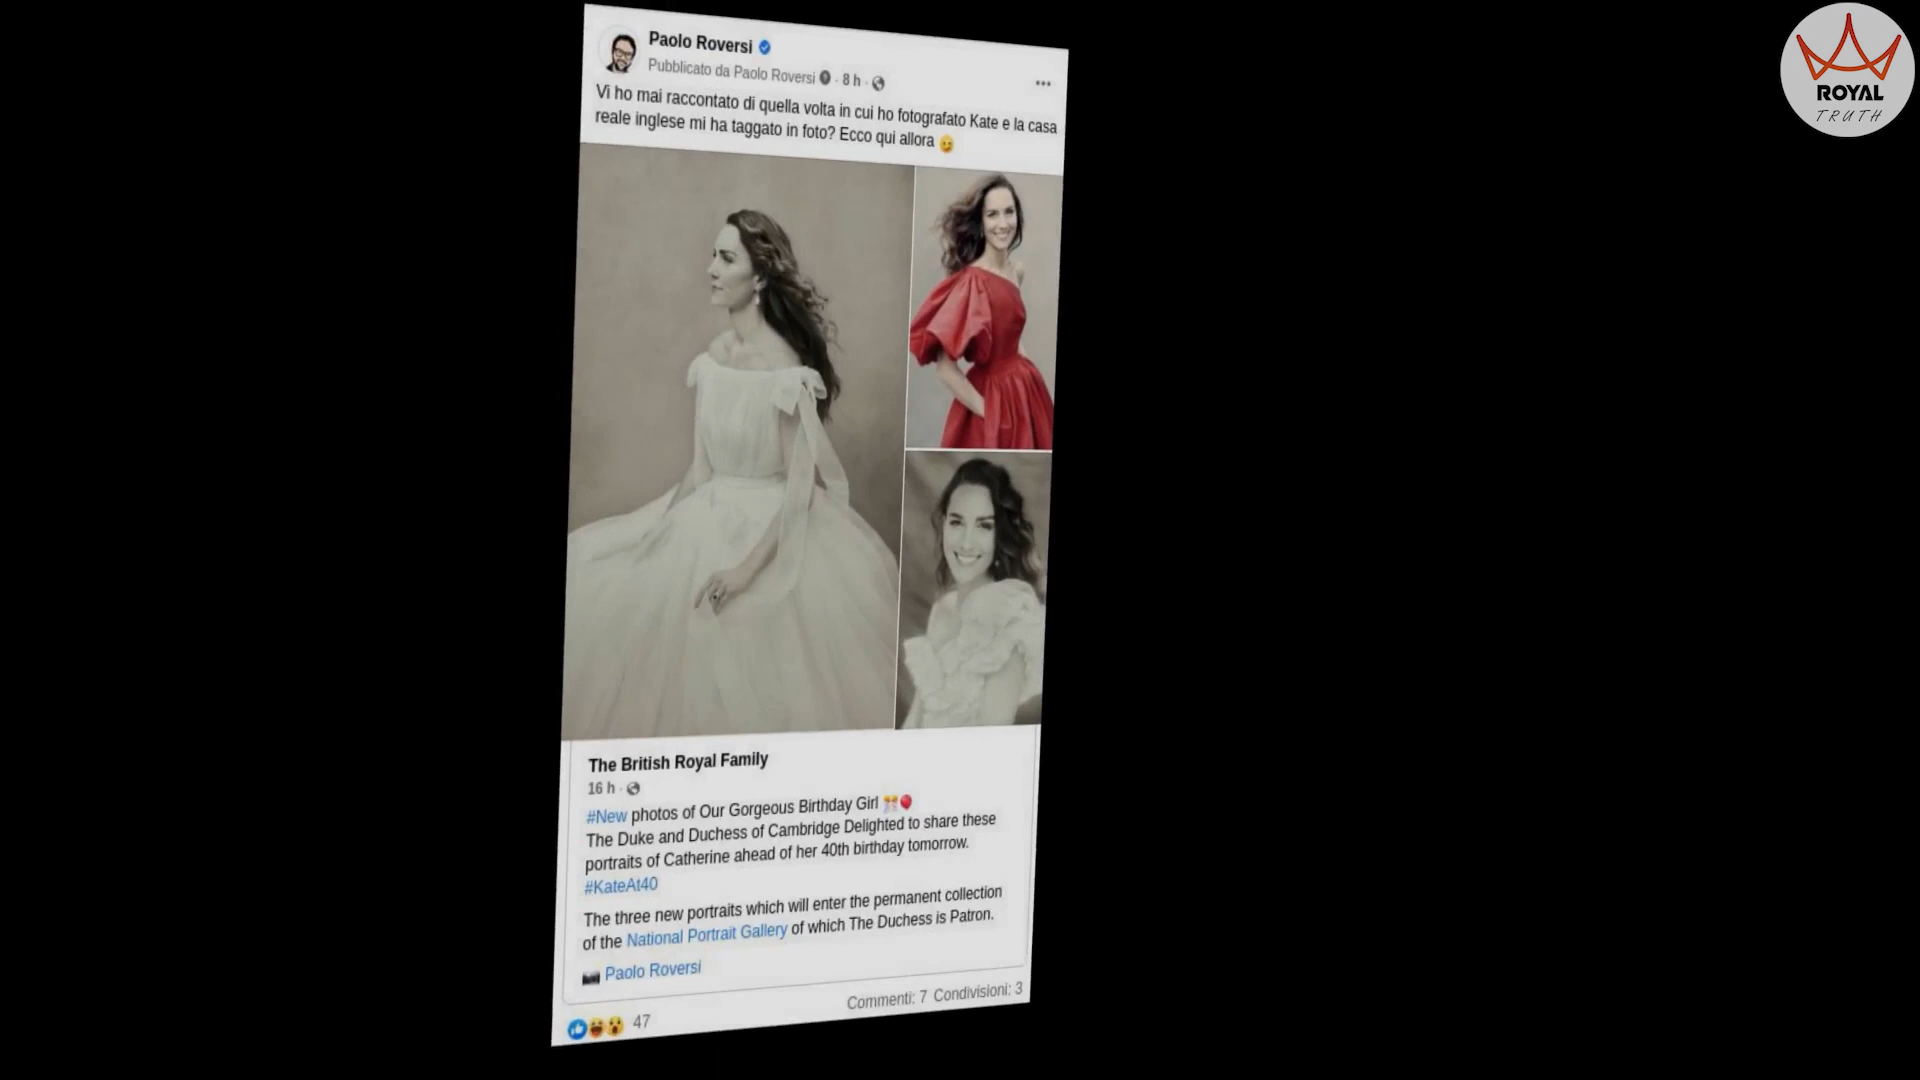 Paolo Roversi
Pubblicato da Paolo Roversi · 8 h ·
Vi ho mai raccontato di quella volta in cui ho fotografato Kate e la casa
reale inglese mi ha taggato in foto? Ecco qui allora 😉
The British Royal Family
16 h ·
#New photos of Our Gorgeous Birthday Girl 🎊🎈
The Duke and Duchess of Cambridge Delighted to share these
portraits of Catherine ahead of her 40th birthday tomorrow.
#KateAt40
The three new portraits which will enter the permanent collection
of the National Portrait Gallery of which The Duchess is Patron.
📷 Paolo Roversi
Commenti: 7 Condivisioni: 3
47
ROYAL
TRUTH